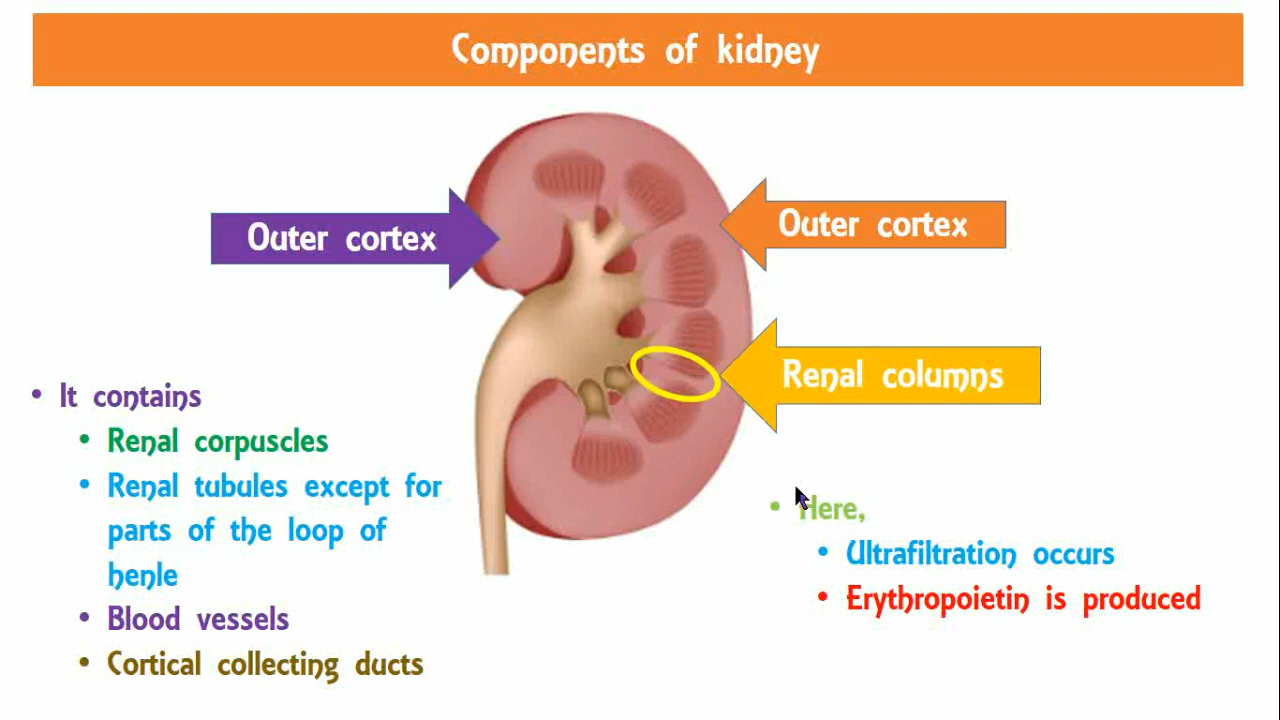 Components of kidney
Outer cortex
Outer cortex
Renal columns
• It contains
• Renal corpuscles
• Renal tubules except for
parts of the loop of
henle
• Blood vessels
• Cortical collecting ducts
• Here,
• Ultrafiltration occurs
• Erythropoietin is produced